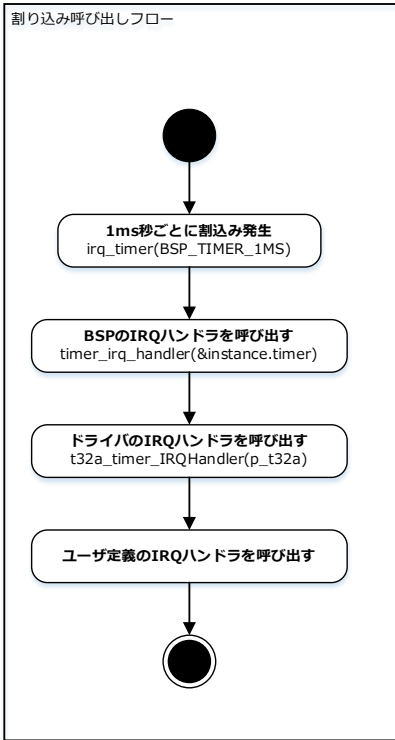 割り込み呼び出しフロー
1ms秒ごとに割込み発生
irq_timer(BSP_TIMER_1MS)
BSPのIRQハンドラを呼び出す
timer_irq_handler(&instance.timer)
ドライバのIRQハンドラを呼び出す
t32a_timer_IRQHandler(p_t32a)
ユーザ定義のIRQハンドラを呼び出す